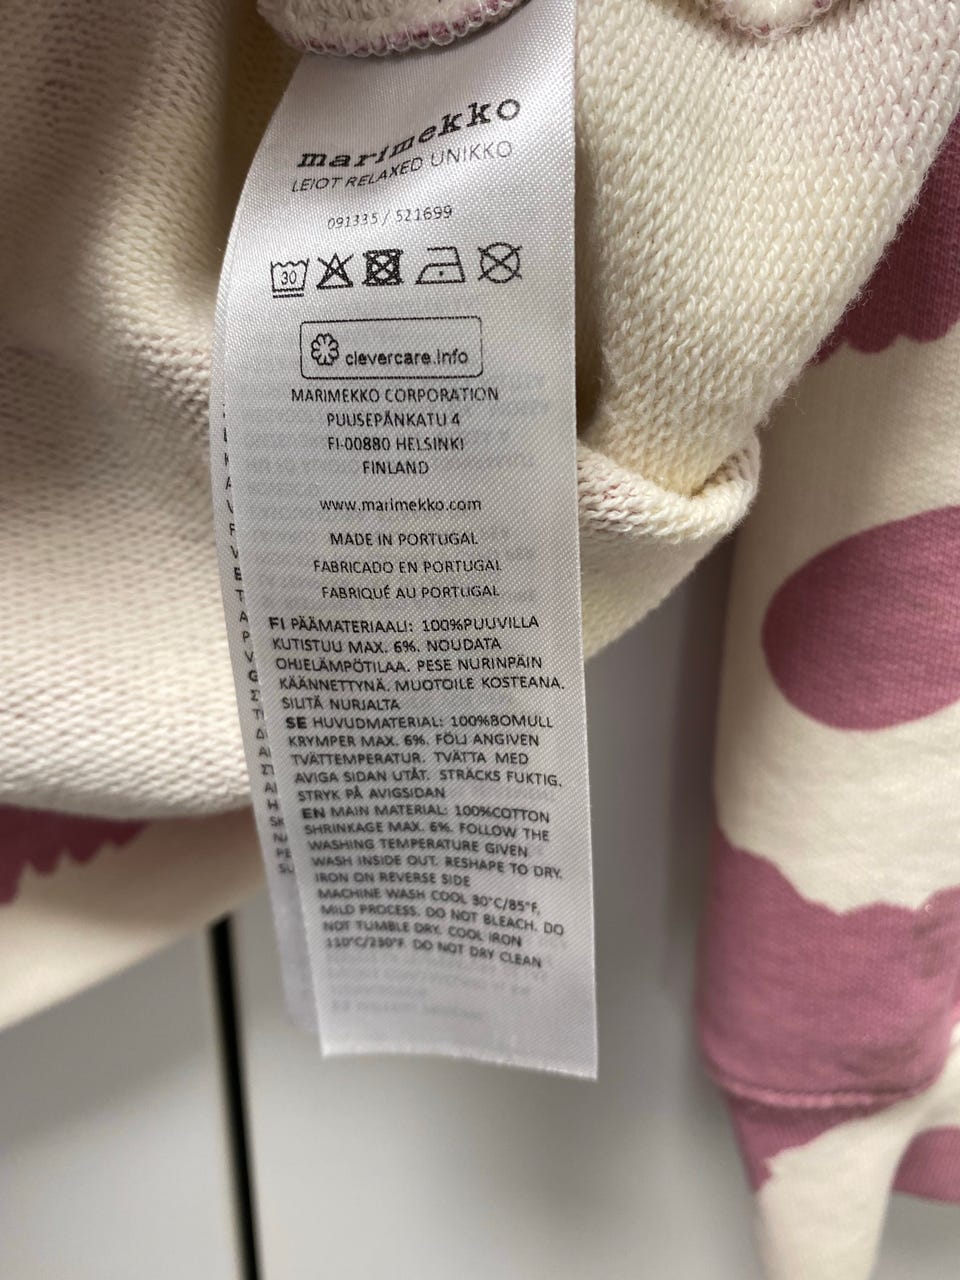 marimekko
LEIOT RELAXED UNIKKO
091335 / 521699
30
clevercare.info
MARIMEKKO CORPORATION
PUUSEPÄNKATU 4
FI-00880 HELSINKI
FINLAND
www.marimekko.com
MADE IN PORTUGAL
FABRICADO EN PORTUGAL
FABRIQUÉ AU PORTUGAL
FI PÄÄMATERIAALI: 100%PUUVILLA
KUTISTUU MAX. 6%. NOUDATA
OHJELÄMPÖTILAA. PESE NURINPÄIN
KÄÄNNETTYNÄ. MUOTOILE KOSTEANA.
SILITÄ NURJALTA
SE HUVUDMATERIAL: 100%BOMULL
KRYMPER MAX. 6%. FÖLJ ANGIVEN
TVÄTTEMPERATUR. TVÄTTA MED
AVIGA SIDAN UTÅT. STRÄCKS FUKTIG.
STRYK PÅ AVIGSIDAN
EN MAIN MATERIAL: 100%COTTON
SHRINKAGE MAX. 6%. FOLLOW THE
WASHING TEMPERATURE GIVEN
WASH INSIDE OUT. RESHAPE TO DRY.
IRON ON REVERSE SIDE
MACHINE WASH COOL 30°C/85°F,
MILD PROCESS. DO NOT BLEACH. DO
NOT TUMBLE DRY. COOL IRON
110°C/230°F. DO NOT DRY CLEAN